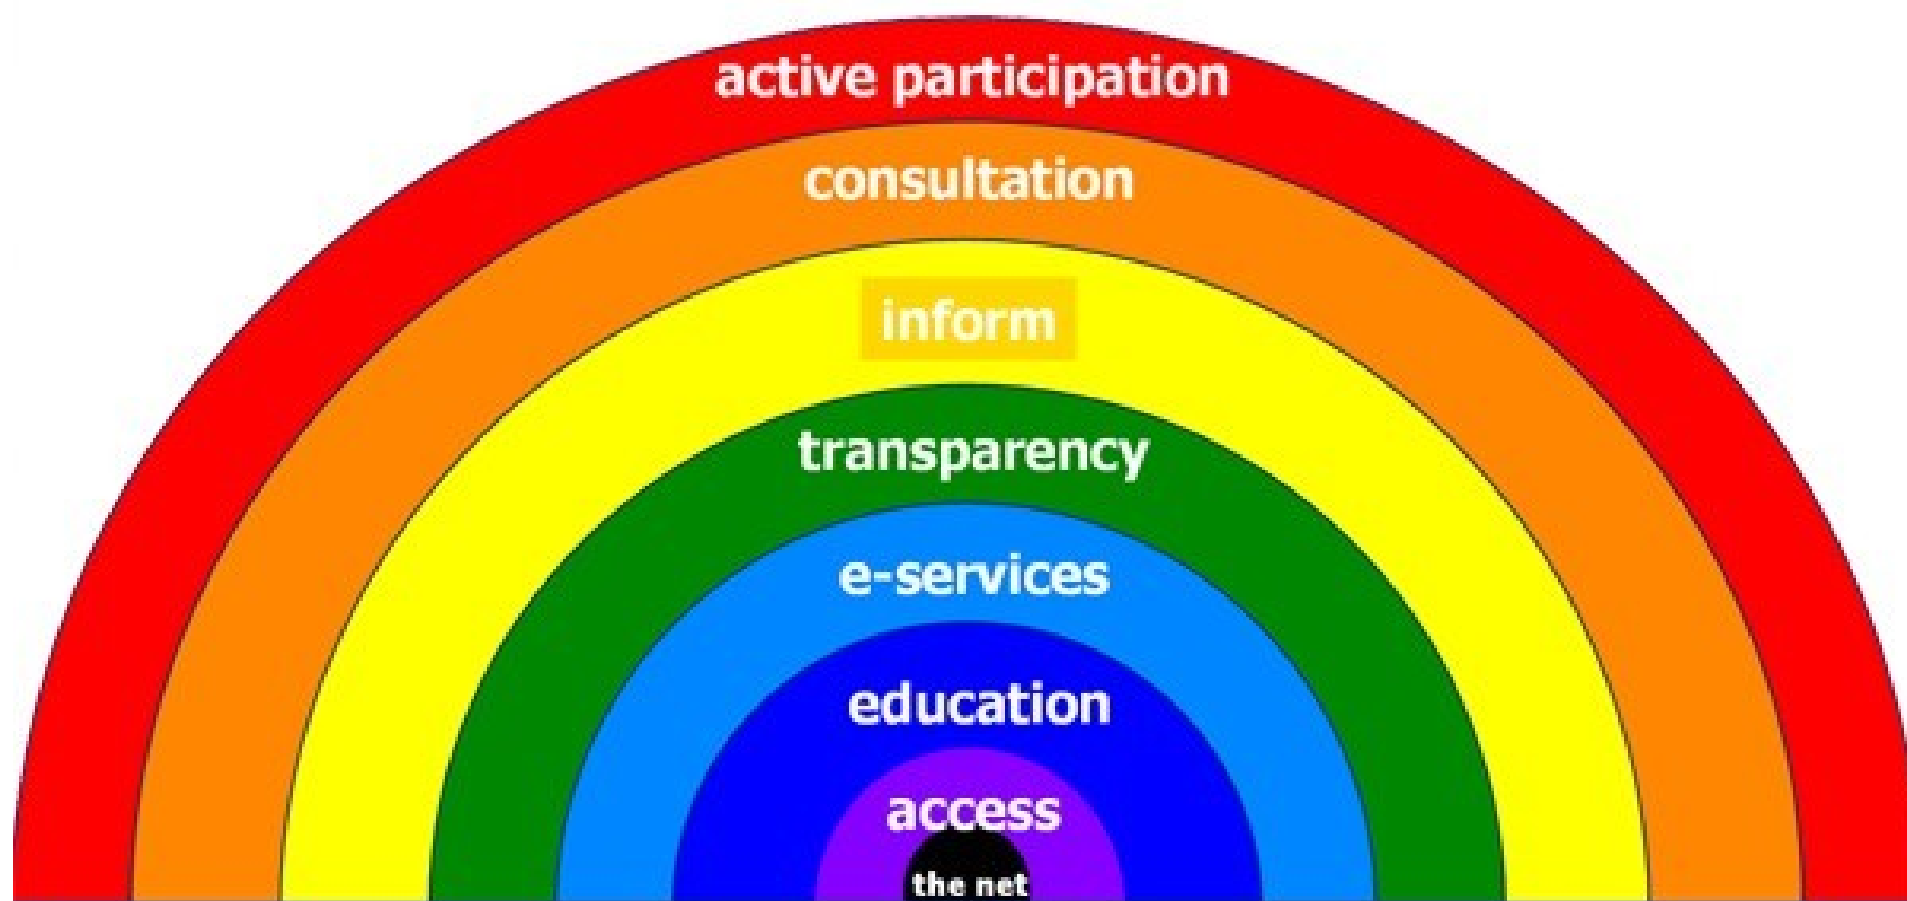 active participation
consultation
inform
transparency
e-services
education
access
the net